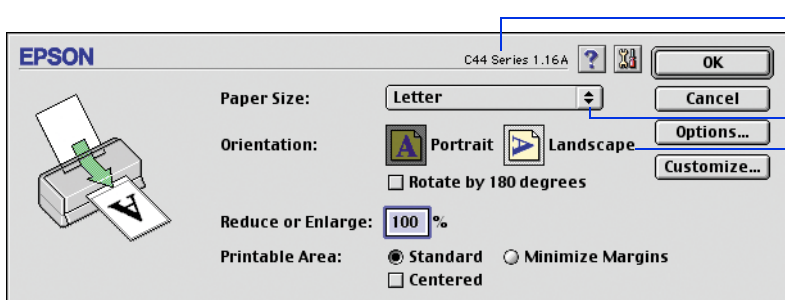 EPSON
C44 Series 1.16A ?
OK
Paper Size: Letter
Cancel
Orientation: A Portrait A Landscape
Options...
Rotate by 180 degrees
Customize...
A
Reduce or Enlarge: 100 %
Printable Area: Standard Minimize Margins
Centered